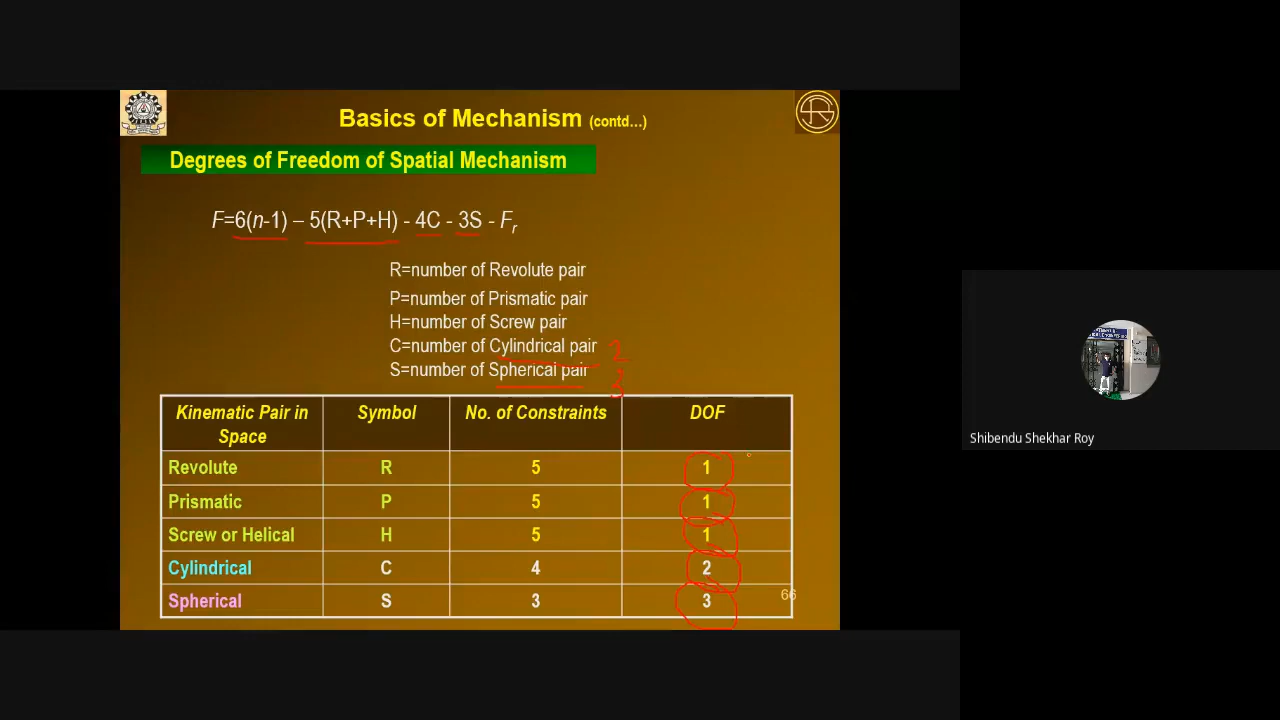 Basics of Mechanism (contd...)
Degrees of Freedom of Spatial Mechanism
F=6(n-1) – 5(R+P+H) - 4C - 3S - Fr
R=number of Revolute pair
P=number of Prismatic pair
H=number of Screw pair
C=number of Cylindrical pair 2
S=number of Spherical pair 3
Kinematic Pair in Space Symbol No. of Constraints DOF
Revolute R 5 1
Prismatic P 5 1
Screw or Helical H 5 1
Cylindrical C 4 2
Spherical S 3 3
66
Shibendu Shekhar Roy